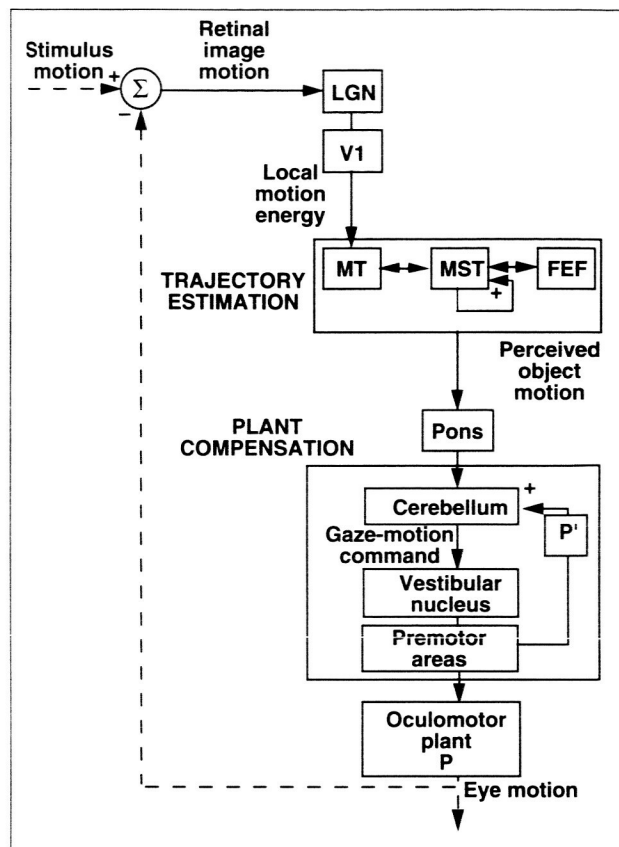 Retinal
image
motion
Stimulus
motion
+
Σ
−
LGN
V1
Local
motion
energy
MT
MST
FEF
+
TRAJECTORY
ESTIMATION
Perceived
object
motion
PLANT
COMPENSATION
Pons
Cerebellum
+
P'
Gaze-motion
command
Vestibular
nucleus
Premotor
areas
Oculomotor
plant
P
Eye motion